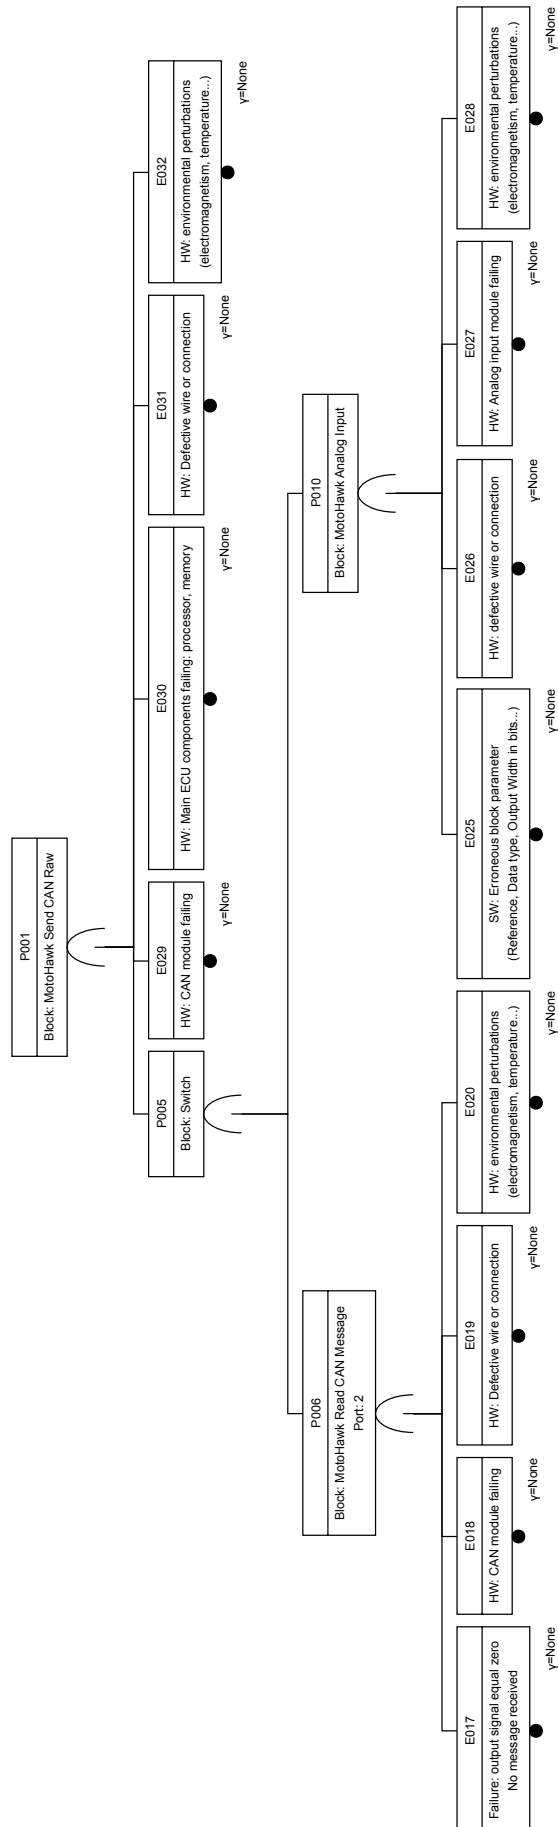 P001
Block: MotoHawk Send CAN Raw
P005
Block: Switch
E029
HW: CAN module failing
γ=None
E030
HW: Main ECU components failing: processor, memory
γ=None
E031
HW: Defective wire or connection
γ=None
E032
HW: environmental perturbations
(electromagnetism, temperature...)
γ=None
P006
Block: MotoHawk Read CAN Message
Port: 2
P010
Block: MotoHawk Analog Input
E017
Failure: output signal equal zero
No message received
γ=None
E018
HW: CAN module failing
γ=None
E019
HW: Defective wire or connection
γ=None
E020
HW: environmental perturbations
(electromagnetism, temperature...)
γ=None
E025
SW: Erroneous block parameter
(Reference, Data type, Output Width in bits...)
γ=None
E026
HW: defective wire or connection
γ=None
E027
HW: Analog input module failing
γ=None
E028
HW: environmental perturbations
(electromagnetism, temperature...)
γ=None